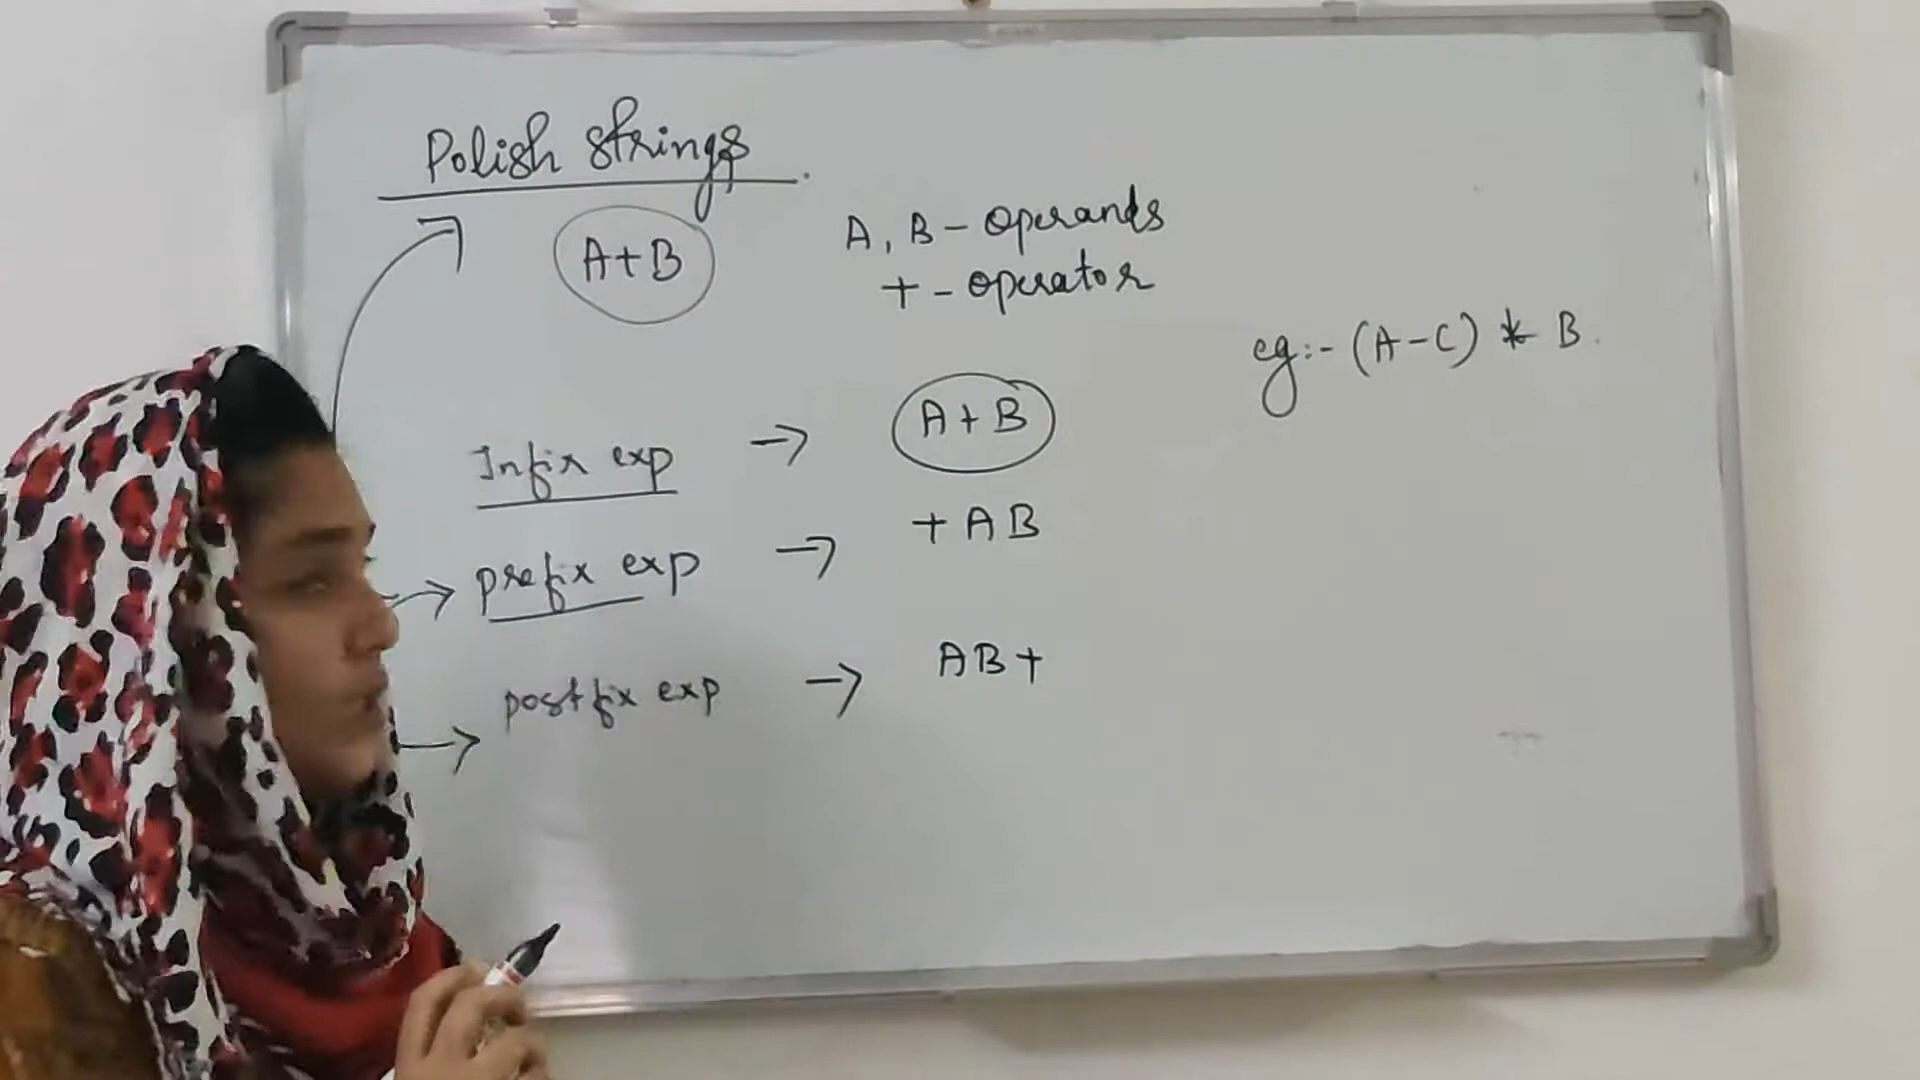 Polish strings
A+B
A, B - operands
+ - operator
eg:- (A-C) * B.
Infix exp → A+B
prefix exp → +AB
postfix exp → AB+